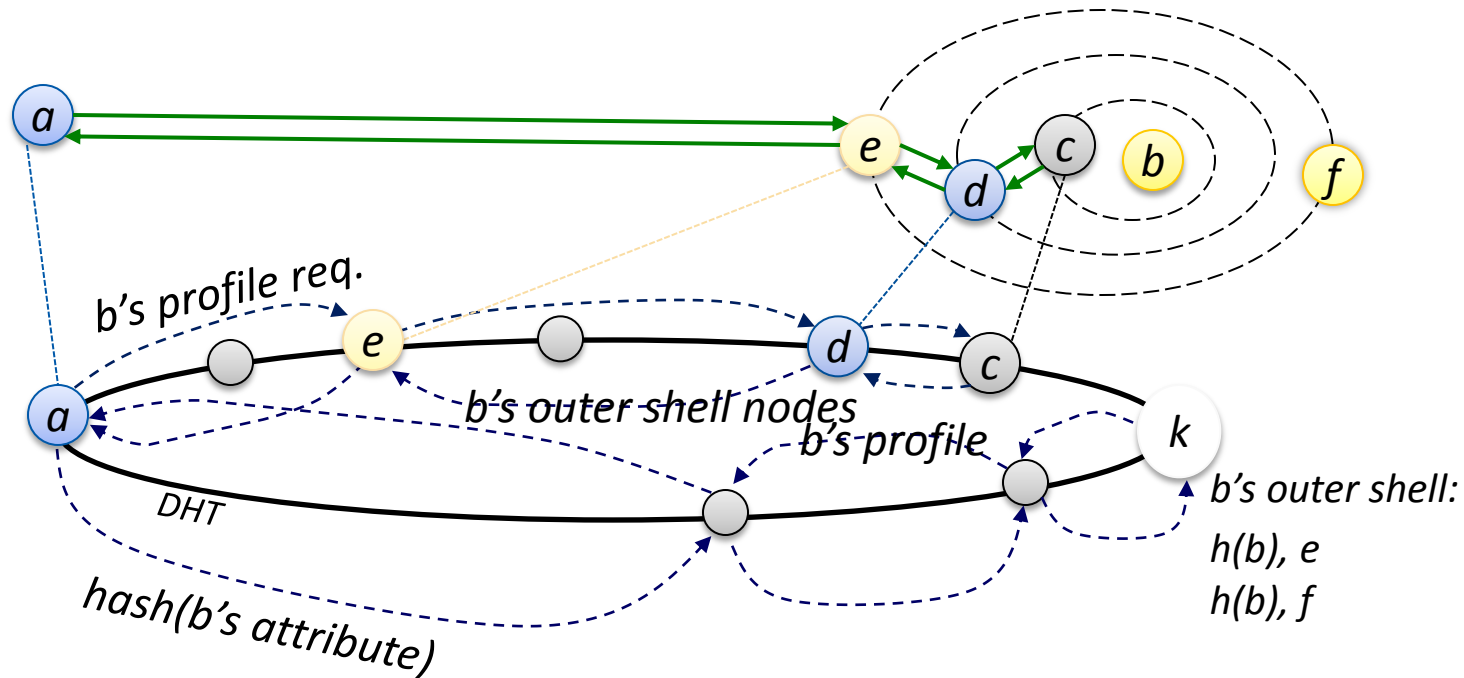 a
e
c
b
d
f
b's profile req.
e
d
c
a
b's outer shell nodes
b's profile
k
DHT
b's outer shell:
h(b), e
h(b), f
hash(b's attribute)